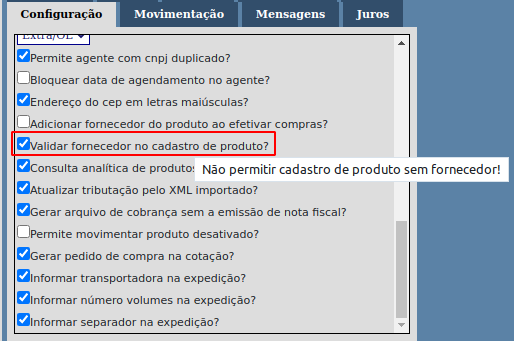 Configuração Movimentação Mensagens Juros
Extra/OL
Permite agente com cnpj duplicado?
Bloquear data de agendamento no agente?
Endereço do cep em letras maiúsculas?
Adicionar fornecedor do produto ao efetivar compras?
Validar fornecedor no cadastro de produto?
Não permitir cadastro de produto sem fornecedor!
Consulta analítica de produtos
Atualizar tributação pelo XML importado?
Gerar arquivo de cobrança sem a emissão de nota fiscal?
Permite movimentar produto desativado?
Gerar pedido de compra na cotação?
Informar transportadora na expedição?
Informar número volumes na expedição?
Informar separador na expedição?